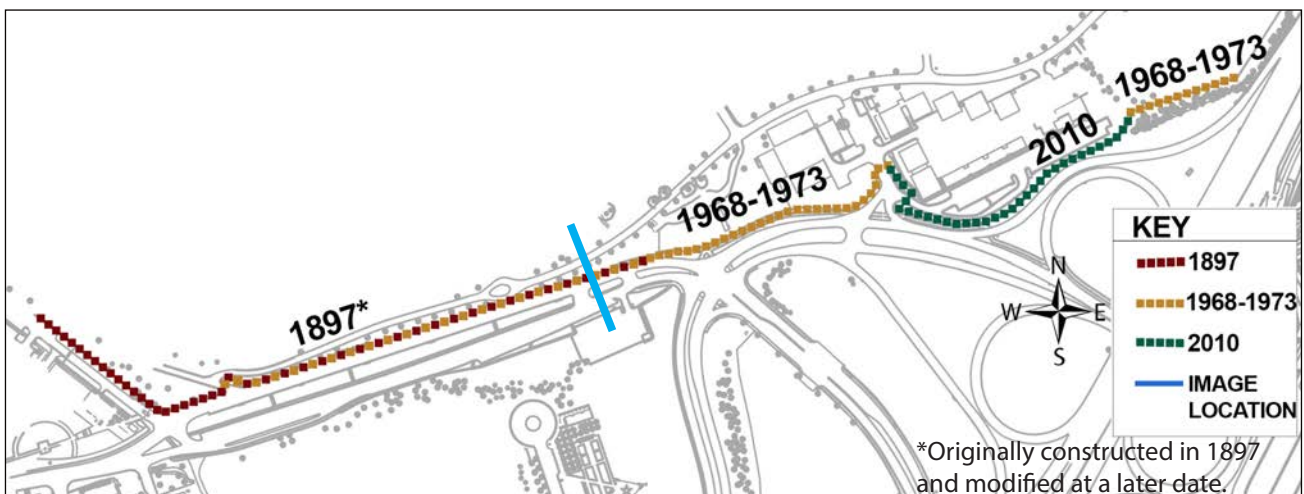 1968-1973
2010
1968-1973
1897*
KEY
1897
1968-1973
2010
IMAGE
LOCATION
N
W
E
S
*Originally constructed in 1897
and modified at a later date.